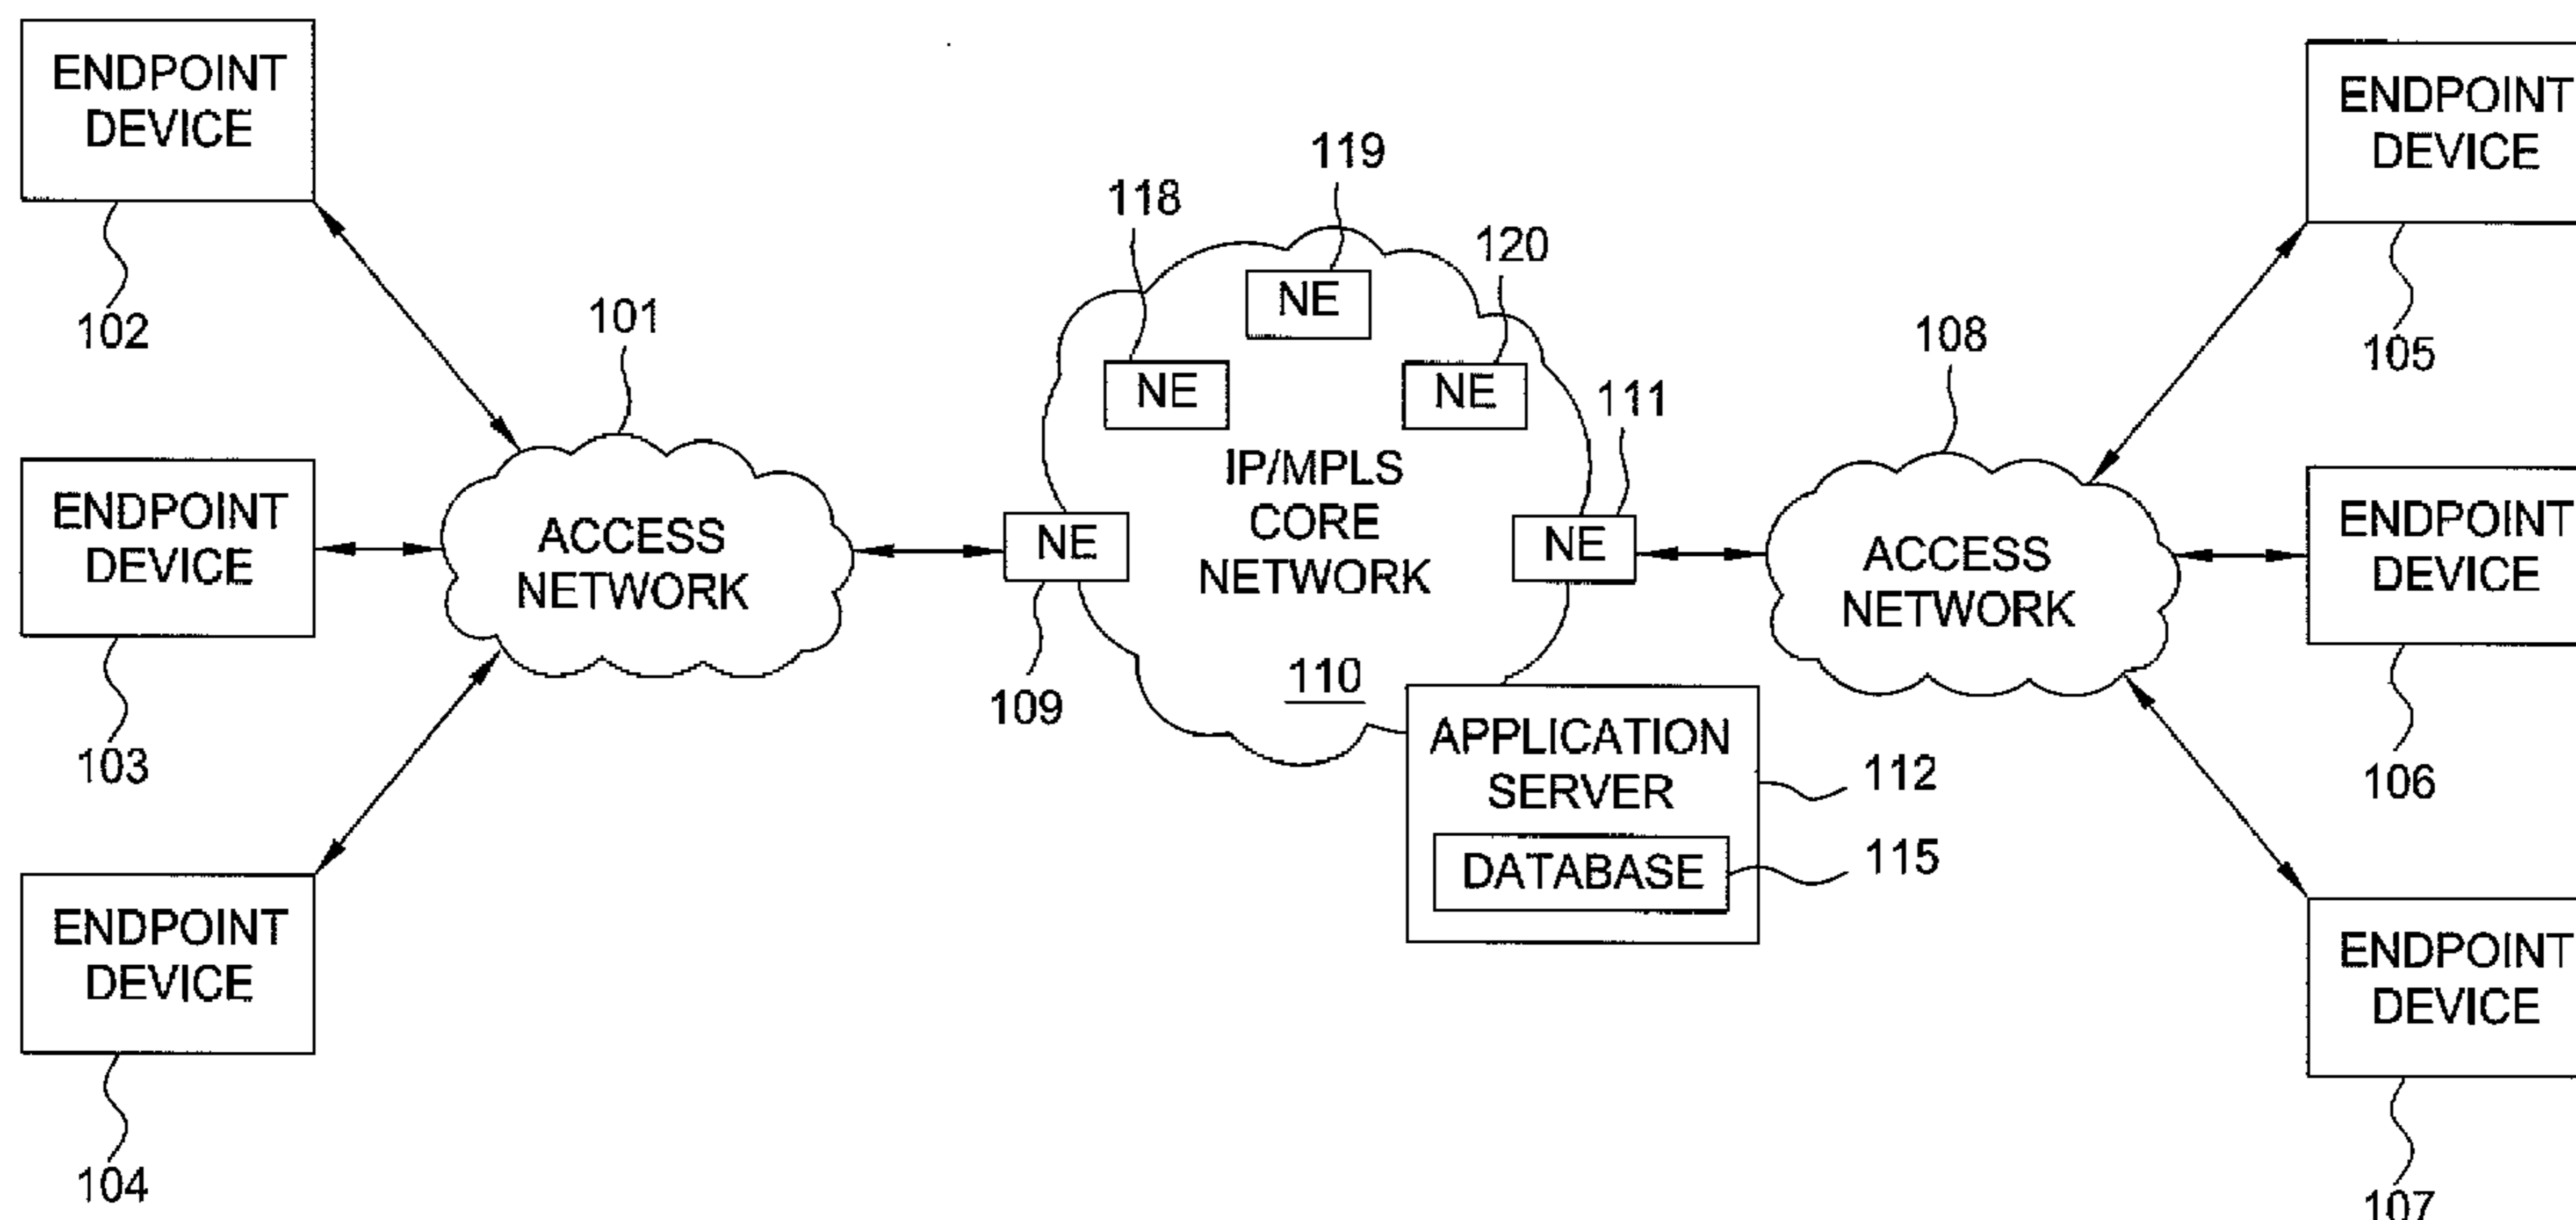 ENDPOINT
DEVICE
102
ENDPOINT
DEVICE
103
ENDPOINT
DEVICE
104
101
ACCESS
NETWORK
118
119
120
NE
NE
NE
111
IP/MPLS
CORE
NETWORK
NE
NE
109
110
APPLICATION
SERVER
112
DATABASE
115
108
ACCESS
NETWORK
ENDPOINT
DEVICE
105
ENDPOINT
DEVICE
106
ENDPOINT
DEVICE
107